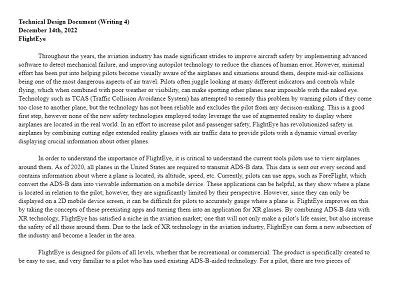 Technical Design Document (Writing 4)
December 14th, 2022
FlightEye
Throughout the years, the aviation industry has made significant strides to improve aircraft safety by implementing advanced
software to detect mechanical failure, and improving autopilot technology to reduce the chances of human error. However, minimal
effort has been put into helping pilots become visually aware of the airplanes and situations around them, despite mid-air collisions
being one of the most dangerous aspects of air travel. Pilots often juggle looking at many different indicators and controls while
flying, which when combined with poor weather or visibility, can make spotting other planes near impossible with the naked eye.
Technology such as TCAS (Traffic Collision Avoidance System) has attempted to remedy this problem by warning pilots if they come
too close to another plane, but the technology has not been reliable and excludes the pilot from any decision-making. This is a good
first step, however none of the new safety technologies employed today leverage the use of augmented reality to display where
airplanes are located in the real world. In an effort to increase pilot and passenger safety, FlightEye has revolutionized safety in
airplanes by combining cutting edge extended reality glasses with air traffic data to provide pilots with a dynamic virtual overlay
displaying crucial information about other planes.
In order to understand the importance of FlightEye, it is critical to understand the current tools pilots use to view airplanes
around them. As of 2020, all planes in the United States are required to transmit ADS-B data. This data is sent out every second and
contains information about where a plane is located, its altitude, speed, etc. Currently, pilots can use apps, such as ForeFlight, which
convert the ADS-B data into viewable information on a mobile device. These applications can be helpful, as they show where a plane
is located in relation to the pilot; however, they are significantly limited by their perspective. However, since they can only be
displayed on a 2D mobile device screen, it can be difficult for pilots to accurately gauge where a plane is. FlightEye improves on this
by taking the concepts of these preexisting apps and turning them into an application for XR glasses. By combining ADS-B data with
XR technology, FlightEye has satisfied a niche in the aviation market; one that will not only make a pilot's life easier, but also increase
the safety of all those around them. Due to the lack of XR technology in the aviation industry, FlightEye can form a new subsection of
the industry and become a leader in the area.
FlightEye is designed for pilots of all levels, whether that be recreational or commercial. The product is specifically created to
be easy to use, and very familiar to a pilot who has used existing ADS-B-aided technology. For a pilot, there are two pieces of